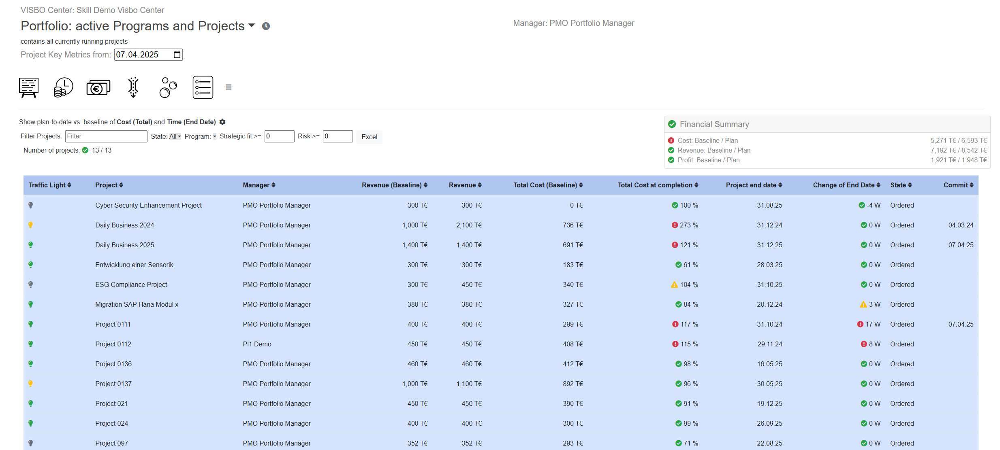 VISBO Center: Skill Demo Visbo Center
Portfolio: active Programs and Projects
Manager: PMO Portfolio Manager
contains all currently running projects
Project Key Metrics from: 07.04.2025
Show plan-to-date vs. baseline of Cost (Total) and Time (End Date)
Filter Projects: Filter State: All Program: Strategic fit >= 0 Risk >= 0 Excel
Number of projects: 13 / 13
Financial Summary
Cost: Baseline / Plan 5,271 T€ / 6,593 T€
Revenue: Baseline / Plan 7,192 T€ / 8,542 T€
Profit: Baseline / Plan 1,921 T€ / 1,948 T€
Traffic Light Project Manager Revenue (Baseline) Revenue Total Cost (Baseline) Total Cost at completion Project end date Change of End Date State Commit
Cyber Security Enhancement Project PMO Portfolio Manager 300 T€ 300 T€ 0 T€ 100 % 31.08.25 -4 W Ordered
Daily Business 2024 PMO Portfolio Manager 1,000 T€ 2,100 T€ 736 T€ 273 % 31.12.24 0 W Ordered 04.03.24
Daily Business 2025 PMO Portfolio Manager 1,400 T€ 1,400 T€ 691 T€ 121 % 31.12.25 0 W Ordered 07.04.25
Entwicklung einer Sensorik PMO Portfolio Manager 300 T€ 300 T€ 183 T€ 61 % 28.03.25 0 W Ordered
ESG Compliance Project PMO Portfolio Manager 300 T€ 450 T€ 340 T€ 104 % 31.10.25 0 W Ordered
Migration SAP Hana Modul x PMO Portfolio Manager 380 T€ 380 T€ 327 T€ 84 % 20.12.24 3 W Ordered
Project 0111 PMO Portfolio Manager 400 T€ 400 T€ 299 T€ 117 % 31.10.24 17 W Ordered 07.04.25
Project 0112 Pl1 Demo 450 T€ 450 T€ 408 T€ 115 % 29.11.24 8 W Ordered
Project 0136 PMO Portfolio Manager 460 T€ 460 T€ 412 T€ 98 % 16.05.25 0 W Ordered
Project 0137 PMO Portfolio Manager 1,000 T€ 1,100 T€ 892 T€ 96 % 30.05.25 0 W Ordered
Project 021 PMO Portfolio Manager 450 T€ 450 T€ 390 T€ 91 % 19.12.25 0 W Ordered
Project 024 PMO Portfolio Manager 400 T€ 400 T€ 300 T€ 99 % 26.09.25 0 W Ordered
Project 097 PMO Portfolio Manager 352 T€ 352 T€ 293 T€ 71 % 22.08.25 0 W Ordered